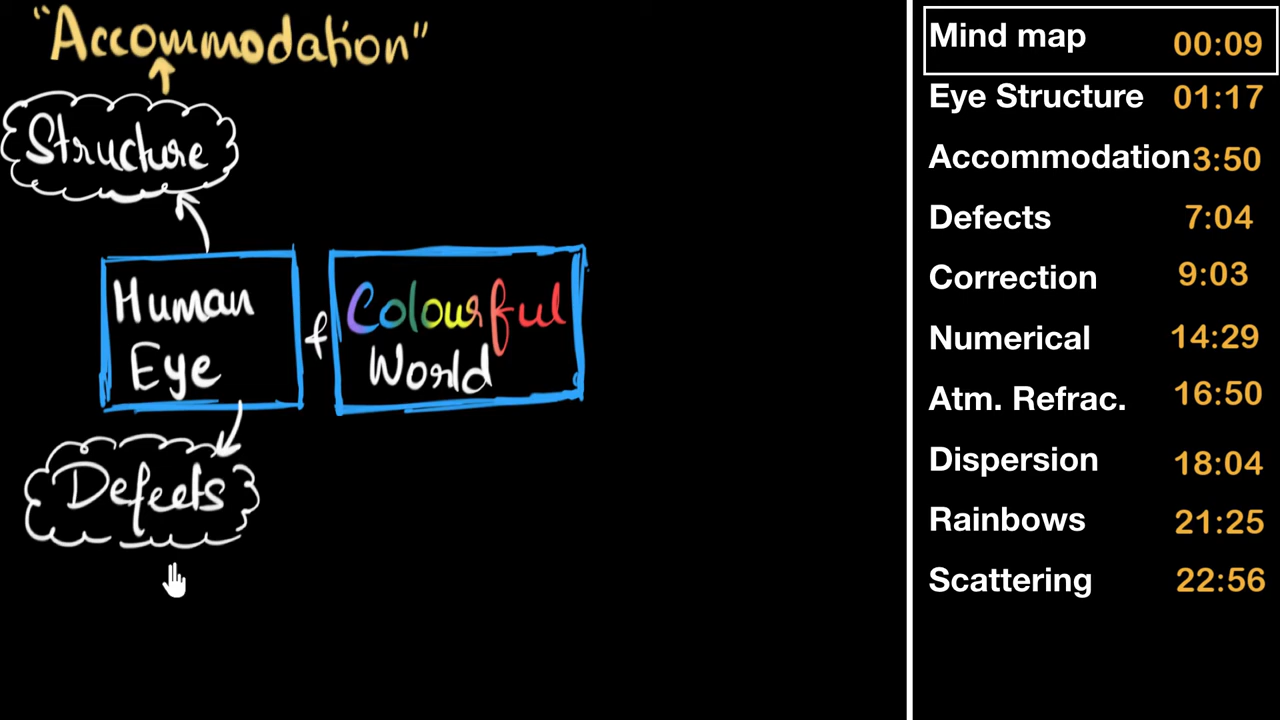 "Accommodation"
Structure
Human
Eye
&
Colourful
World
Defects
Mind map 00:09
Eye Structure 01:17
Accommodation 3:50
Defects 7:04
Correction 9:03
Numerical 14:29
Atm. Refrac. 16:50
Dispersion 18:04
Rainbows 21:25
Scattering 22:56